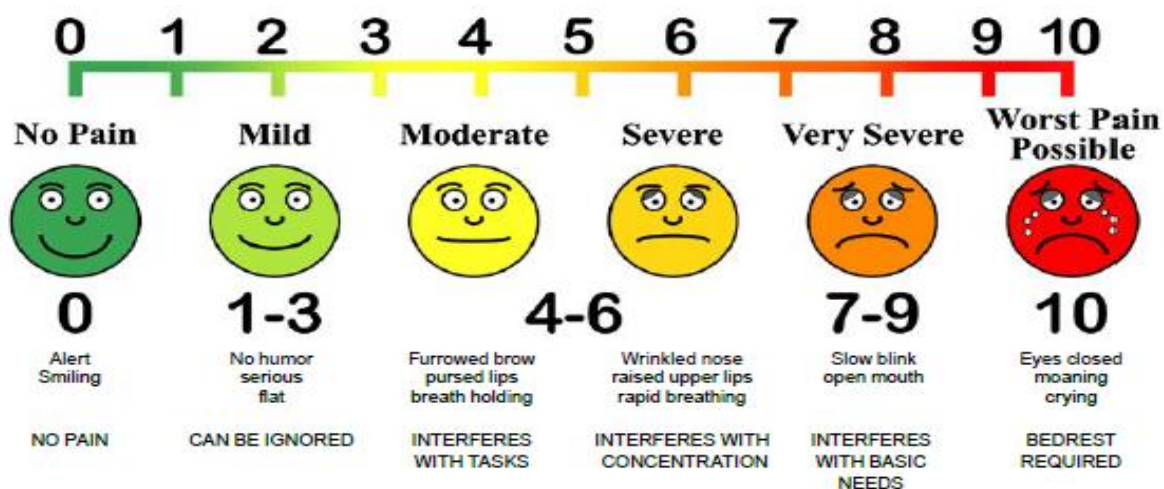 0 1 2 3 4 5 6 7 8 9 10
No Pain Mild Moderate Severe Very Severe Worst Pain
Possible
0 1-3 4-6 7-9 10
Alert No humor Furrowed brow Wrinkled nose Slow blink Eyes closed
Smiling serious pursed lips raised upper lips open mouth moaning
flat breath holding rapid breathing crying
NO PAIN CAN BE IGNORED INTERFERES INTERFERES WITH INTERFERES BEDREST
WITH TASKS CONCENTRATION WITH BASIC REQUIRED
NEEDS